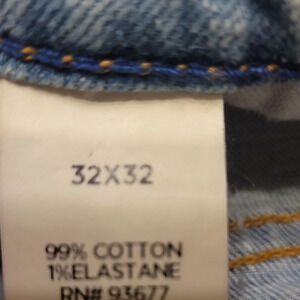 32X32
99% COTTON
1%ELASTANE
RN# 93677